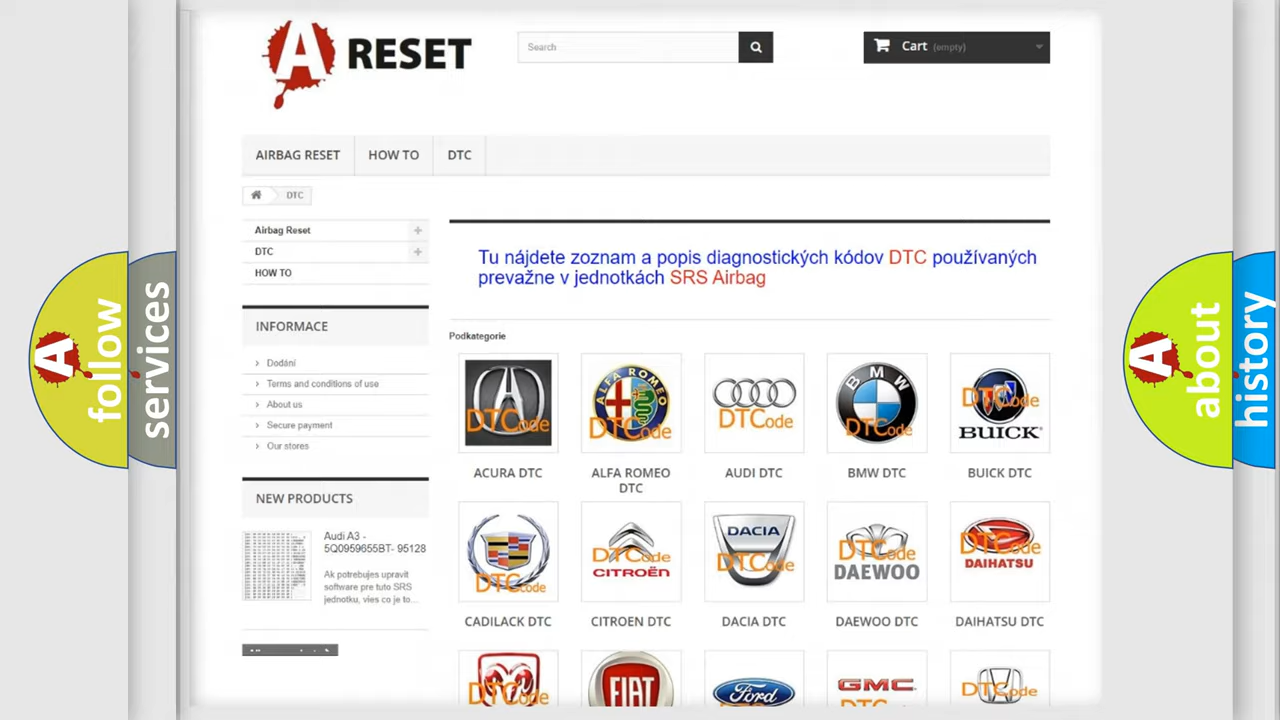 A RESET
Search
Cart (empty)
AIRBAG RESET
HOW TO
DTC
DTC
Airbag Reset
DTC
HOW TO
INFORMACE
Dodání
Terms and conditions of use
About us
Secure payment
Our stores
NEW PRODUCTS
Audi A3 -
5Q0959655BT- 95128
Ak potrebujes upravit
software pre tuto SRS
jednotku, vies co je to...
Tu nájdete zoznam a popis diagnostických kódov DTC používaných
prevažne v jednotkách SRS Airbag
Podkategorie
DTCode
ACURA DTC
ALFA ROMEO
DTCode
ALFA ROMEO
DTC
DTCode
AUDI DTC
BMW
DTCode
BMW DTC
DTCode
BUICK
BUICK DTC
DTCode
CADILACK DTC
DTCode
CITROËN
CITROEN DTC
DACIA
DTCode
DACIA DTC
DTCode
DAEWOO
DAEWOO DTC
DTCode
DAIHATSU
DAIHATSU DTC
DTCode
FIAT
Ford
GMC
DTCode
A follow
services
A about
history